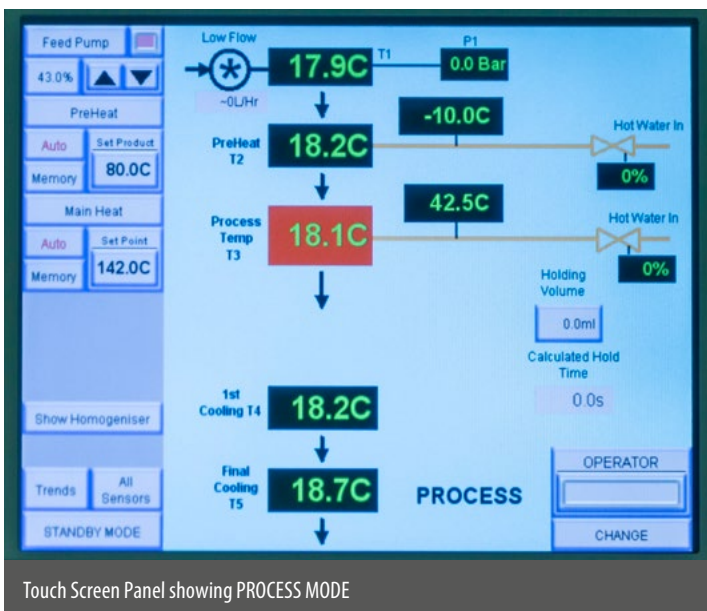 Feed Pump
43.0%
PreHeat
Auto
Set Product
80.0C
Memory
Main Heat
Auto
Set Point
142.0C
Memory
Show Homogeniser
Trends
All
Sensors
STANDBY MODE
Low Flow
~0L/Hr
17.9C
T1
P1
0.0 Bar
PreHeat
T2
18.2C
-10.0C
Hot Water In
0%
Process
Temp
T3
18.1C
42.5C
Hot Water In
0%
Holding
Volume
0.0ml
Calculated Hold
Time
0.0s
1st
Cooling T4
18.2C
Final
Cooling
T5
18.7C
PROCESS
OPERATOR
CHANGE
Touch Screen Panel showing PROCESS MODE